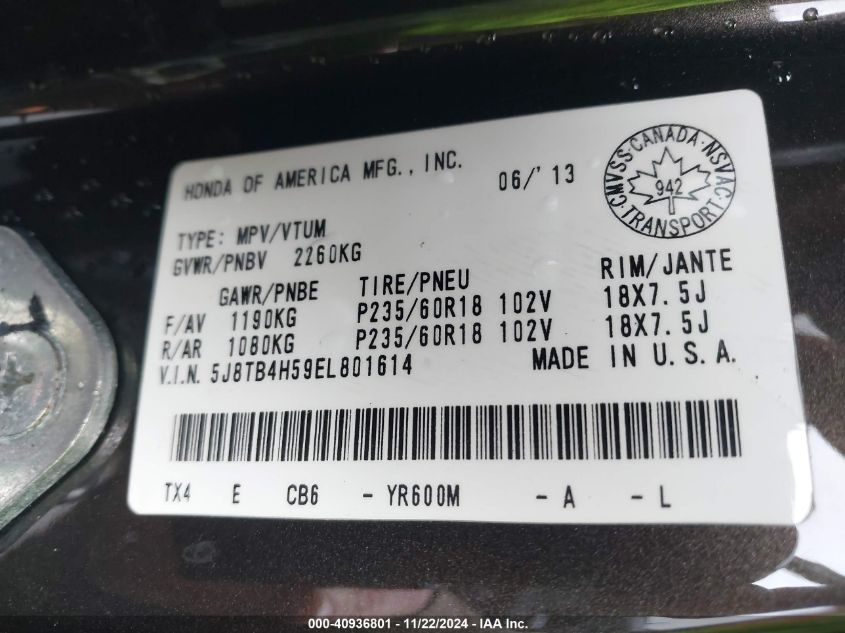 HONDA OF AMERICA MFG., INC. 06/'13
CMVSS · CANADA · NSVAC · TRANSPORT ·
942
TYPE: MPV/VTUM
GVWR/PNBV 2260KG
GAWR/PNBE TIRE/PNEU RIM/JANTE
F/AV 1190KG P235/60R18 102V 18X7.5J
R/AR 1080KG P235/60R18 102V 18X7.5J
V.I.N. 5J8TB4H59EL801614 MADE IN U.S.A.
TX4 E CB6 - YR600M - A - L
000-40936801 - 11/22/2024 - IAA Inc.